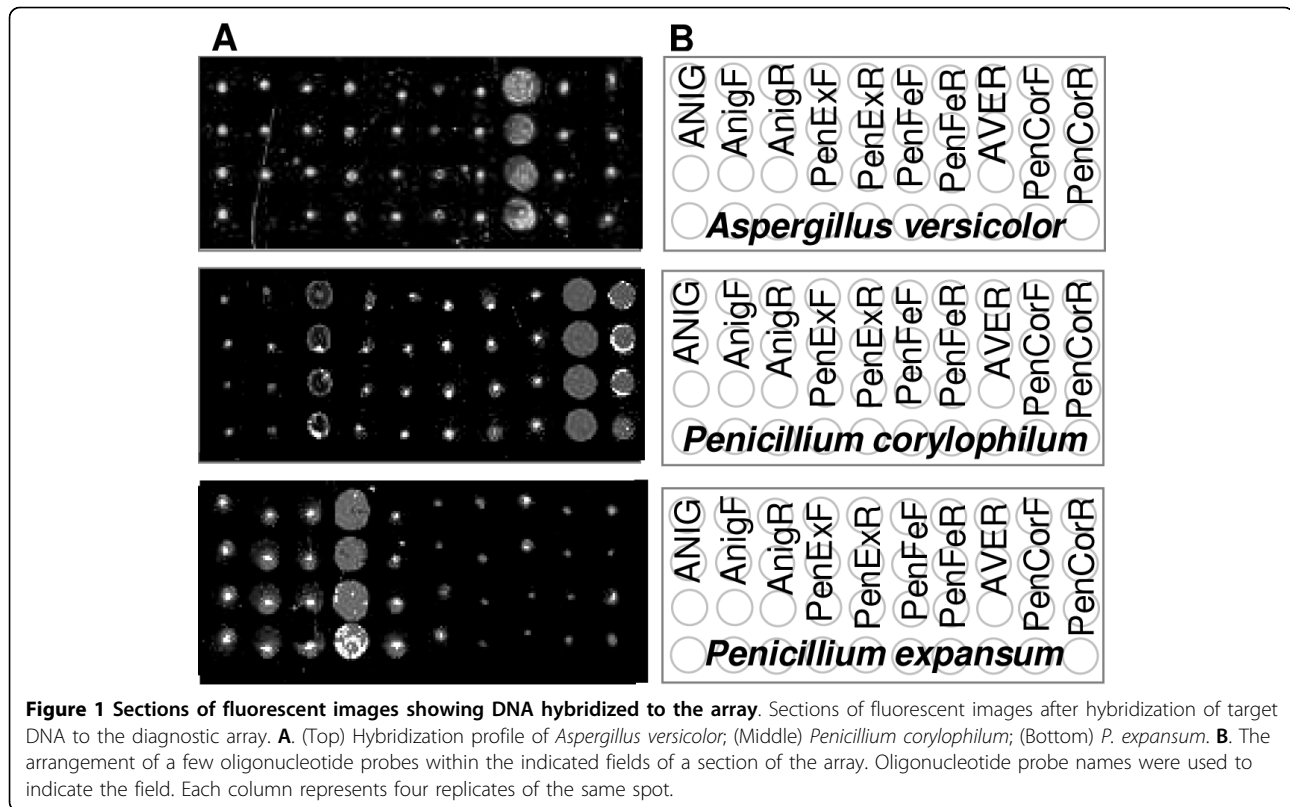 A
B
ANIG
AnigF
AnigR
PenExF
PenExR
PenFeF
PenFeR
AVER
PenCorF
PenCorR
Aspergillus versicolor
ANIG
AnigF
AnigR
PenExF
PenExR
PenFeF
PenFeR
AVER
PenCorF
PenCorR
Penicillium corylophilum
ANIG
AnigF
AnigR
PenExF
PenExR
PenFeF
PenFeR
AVER
PenCorF
PenCorR
Penicillium expansum
Figure 1 Sections of fluorescent images showing DNA hybridized to the array. Sections of fluorescent images after hybridization of target
DNA to the diagnostic array. A. (Top) Hybridization profile of Aspergillus versicolor; (Middle) Penicillium corylophilum; (Bottom) P. expansum. B. The
arrangement of a few oligonucleotide probes within the indicated fields of a section of the array. Oligonucleotide probe names were used to
indicate the field. Each column represents four replicates of the same spot.